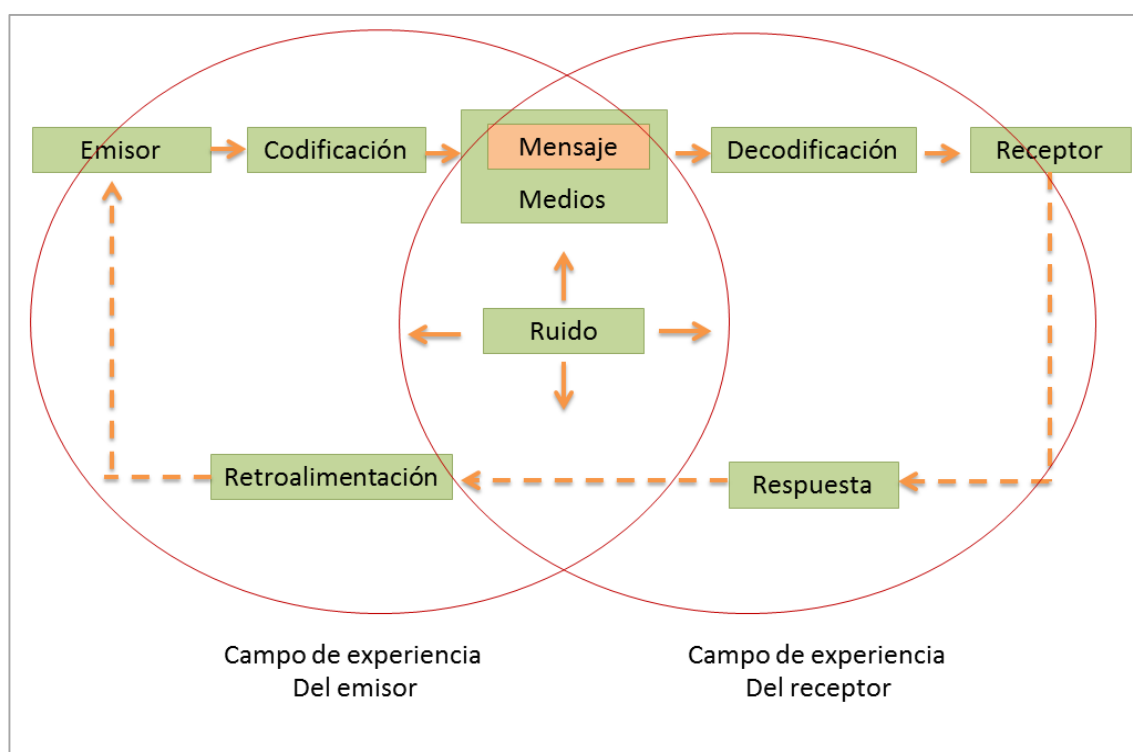 Emisor
Codificación
Mensaje
Medios
Decodificación
Receptor
Ruido
Retroalimentación
Respuesta
Campo de experiencia
Del emisor
Campo de experiencia
Del receptor